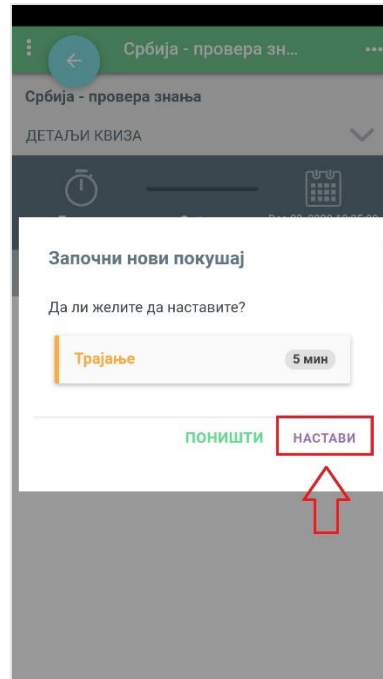 Србија - провера зн...
Србија - провера знања
ДЕТАЉИ КВИЗА
Започни нови покушај
Да ли желите да наставите?
Трајање
5 мин
ПОНИШТИ
НАСТАВИ